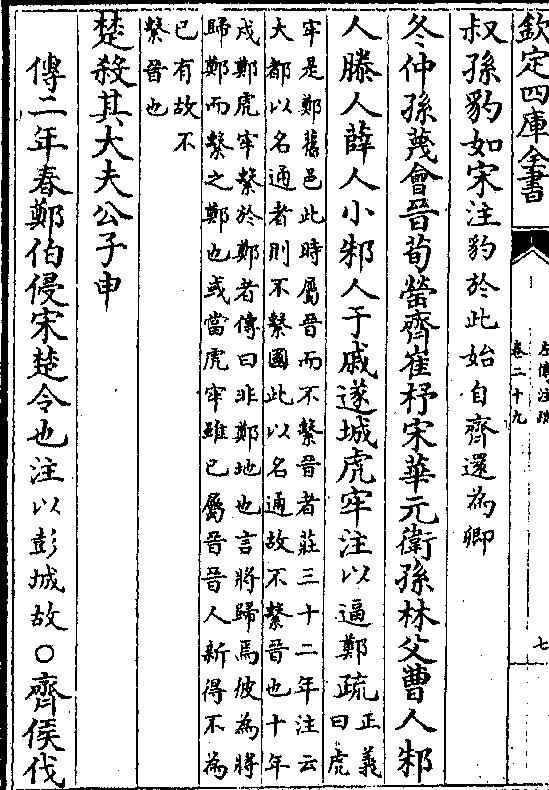 欽定四庫全書
左傳注疏
卷二十九
七
叔孫豹如宋注豹於此始自齊還為卿
冬仲孫蔑會晉荀罃齊崔杼宋華元衛孫林父曹人邾
人滕人薛人小邾人于戚遂城虎牢注以逼鄭疏正義
曰虎
牢是鄭舊邑此時屬晉而不繫晉者莊三十二年注云
大都以名通者則不繫國此以名通故不繫晉也十年
戍鄭虎牢繫於鄭者傳曰非鄭地也言將歸焉彼為將
歸鄭而繫之鄭也或當虎牢雖已屬晉晉人新得不為
已有故不
繫晉也
楚殺其大夫公子申
傳二年春鄭伯侵宋楚令也注以彭城故○齊侯伐